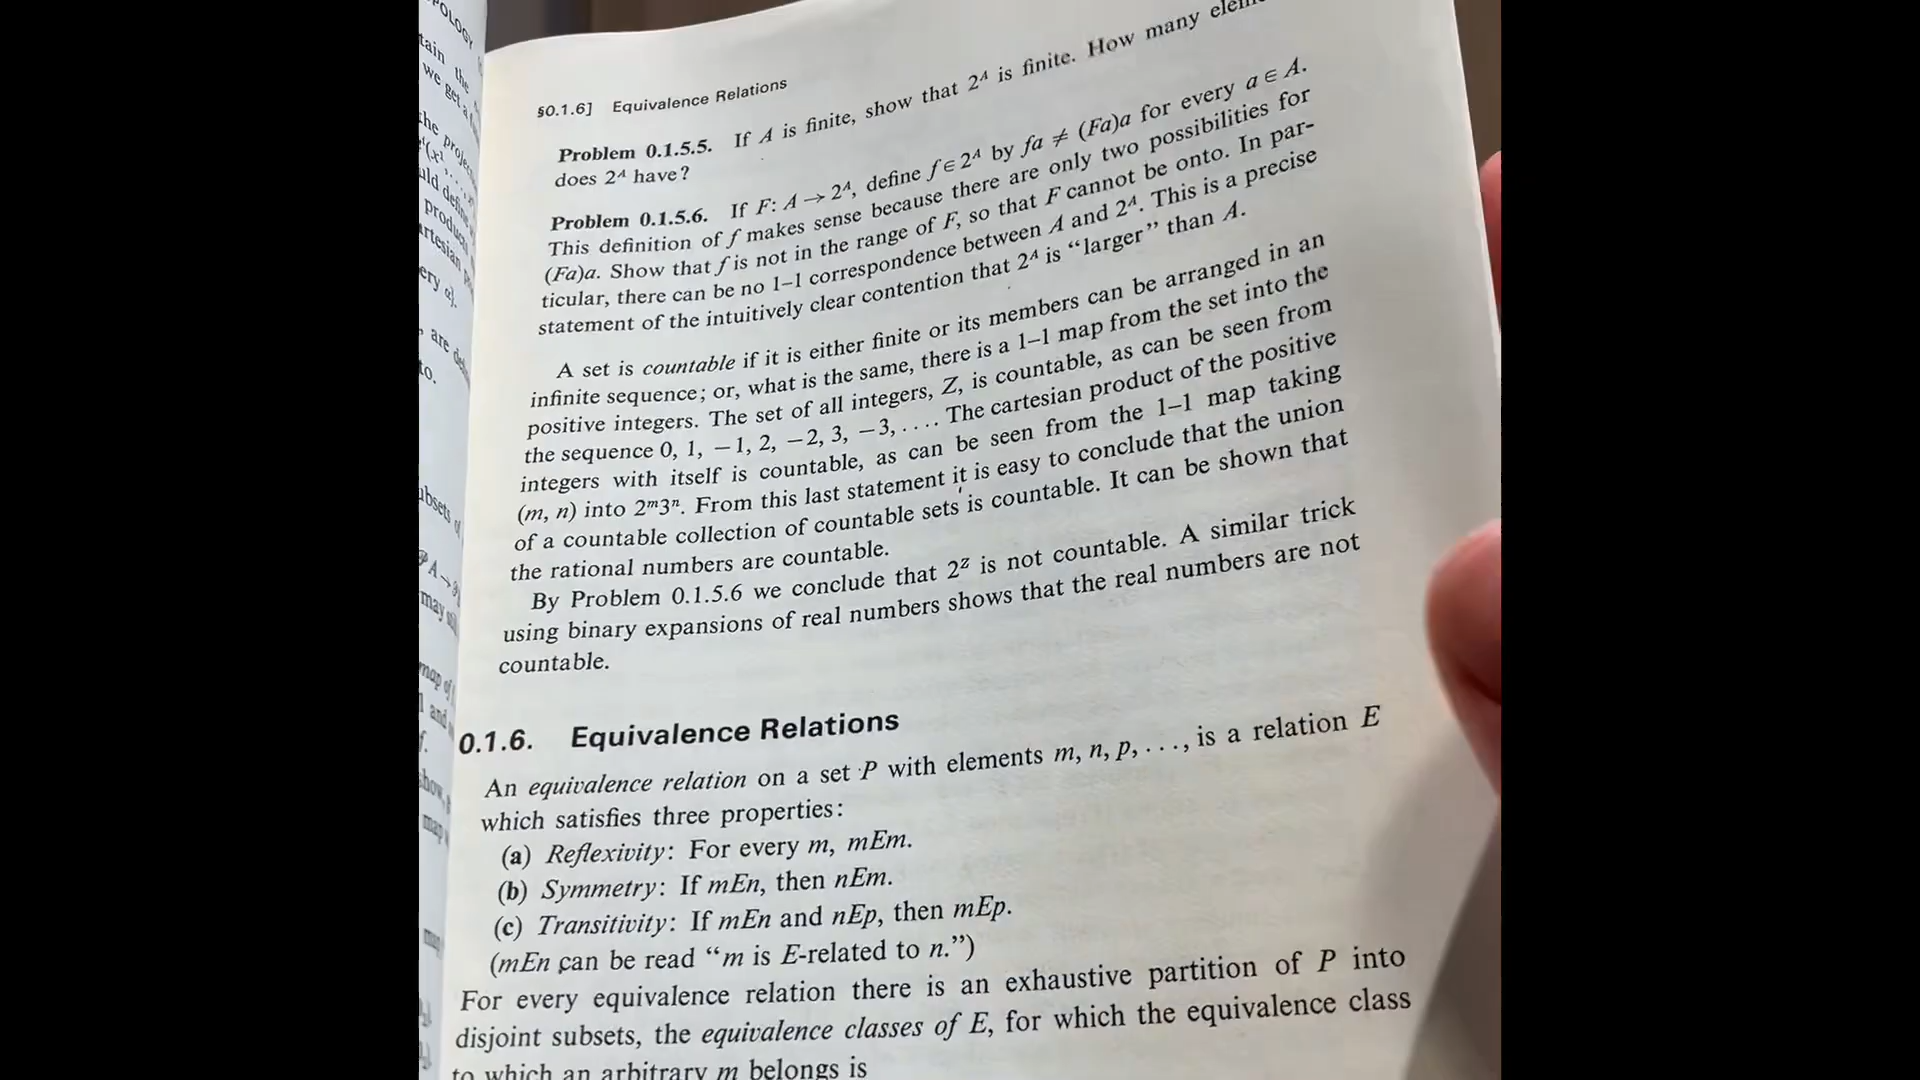 §0.1.6] Equivalence Relations
Problem 0.1.5.5. If A is finite, show that 2ᴬ is finite. How many
does 2ᴬ have?
Problem 0.1.5.6. If F: A → 2ᴬ, define f ∈ 2ᴬ by fa ≠ (Fa)a for every a ∈ A.
This definition of f makes sense because there are only two possibilities for
(Fa)a. Show that f is not in the range of F, so that F cannot be onto. In par-
ticular, there can be no 1–1 correspondence between A and 2ᴬ. This is a precise
statement of the intuitively clear contention that 2ᴬ is “larger” than A.
A set is countable if it is either finite or its members can be arranged in an
infinite sequence; or, what is the same, there is a 1–1 map from the set into the
positive integers. The set of all integers, Z, is countable, as can be seen from
the sequence 0, 1, −1, 2, −2, 3, −3, . . . . The cartesian product of the positive
integers with itself is countable, as can be seen from the 1–1 map taking
(m, n) into 2ᵐ3ⁿ. From this last statement it is easy to conclude that the union
of a countable collection of countable sets is countable. It can be shown that
the rational numbers are countable.
By Problem 0.1.5.6 we conclude that 2ᶻ is not countable. A similar trick
using binary expansions of real numbers shows that the real numbers are not
countable.
0.1.6. Equivalence Relations
An equivalence relation on a set P with elements m, n, p, . . . , is a relation E
which satisfies three properties:
(a) Reflexivity: For every m, mEm.
(b) Symmetry: If mEn, then nEm.
(c) Transitivity: If mEn and nEp, then mEp.
(mEn can be read “m is E-related to n.”)
For every equivalence relation there is an exhaustive partition of P into
disjoint subsets, the equivalence classes of E, for which the equivalence class
to which an arbitrary m belongs is